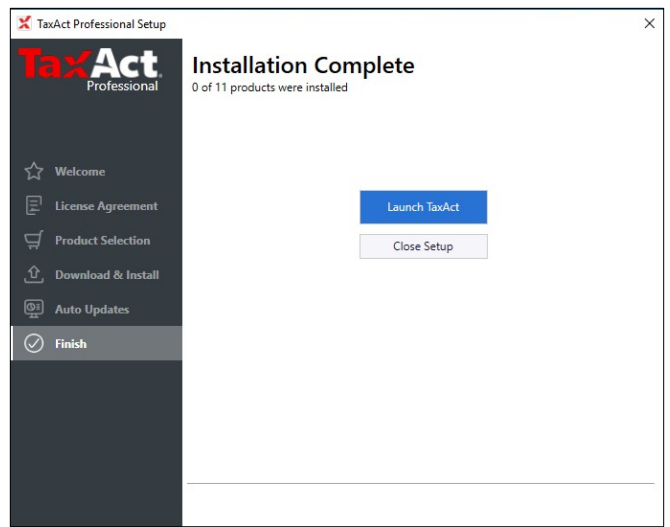 TaxAct Professional Setup
TaxAct.
Professional
Welcome
License Agreement
Product Selection
Download & Install
Auto Updates
Finish
Installation Complete
0 of 11 products were installed
Launch TaxAct
Close Setup